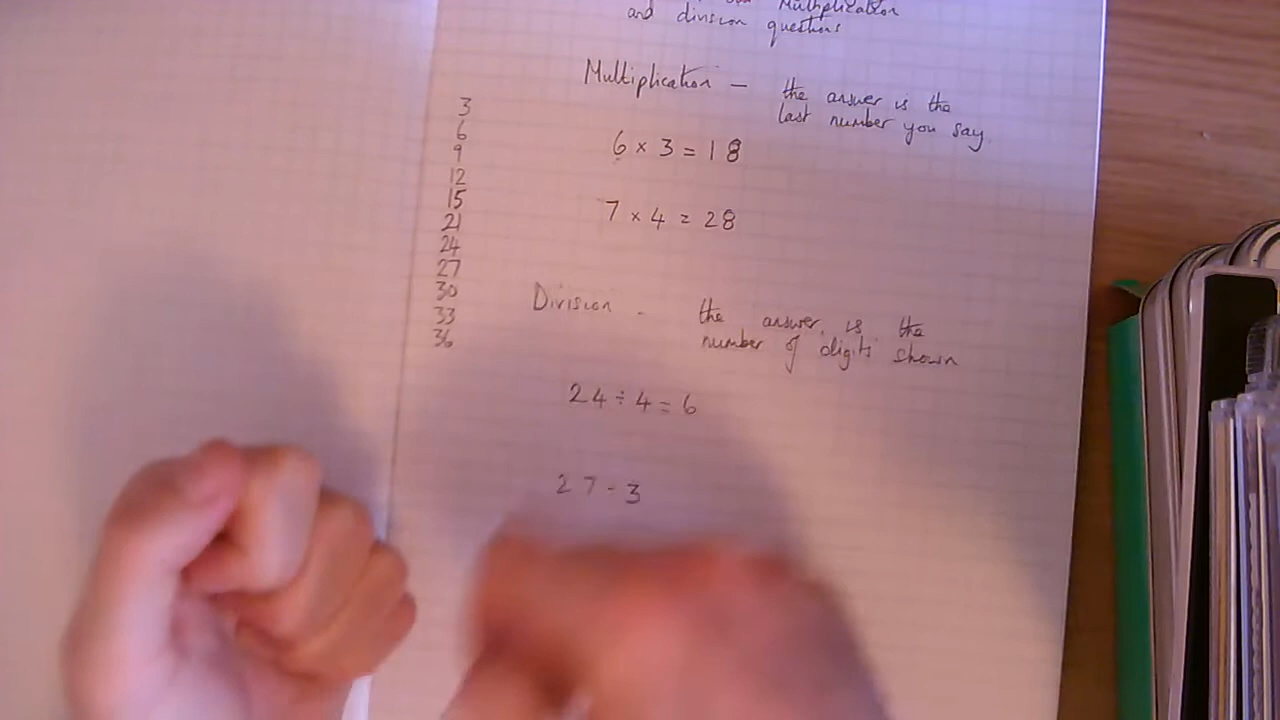 Multiplication
and division questions
Multiplication – the answer is the
last number you say
3
6
9
12
15
21
24
27
30
33
36
6 × 3 = 18
7 × 4 = 28
Division - the answer is the
number of digits shown
24 ÷ 4 = 6
27 - 3